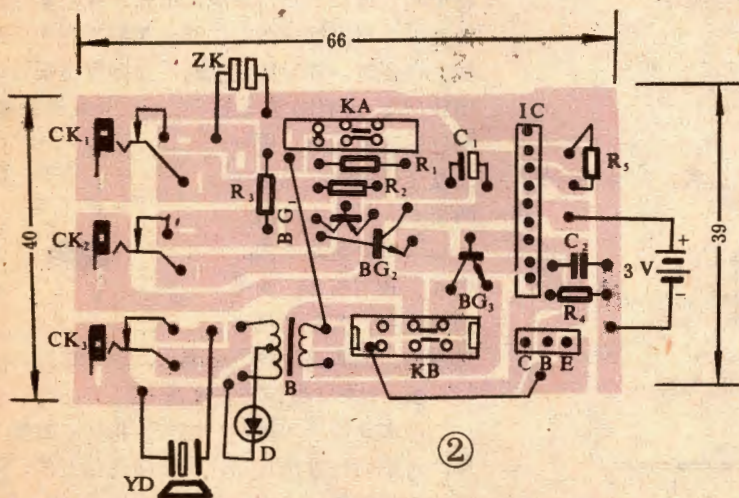 66
ZK
KA
IC
CK₁
C₁
R₁
R₅
R₂
R₃
BG₁
BG₂
40
39
CK₂
C₂
3V
+
-
BG₃
R₄
CK₃
B
KB
C B E
D
②
YD